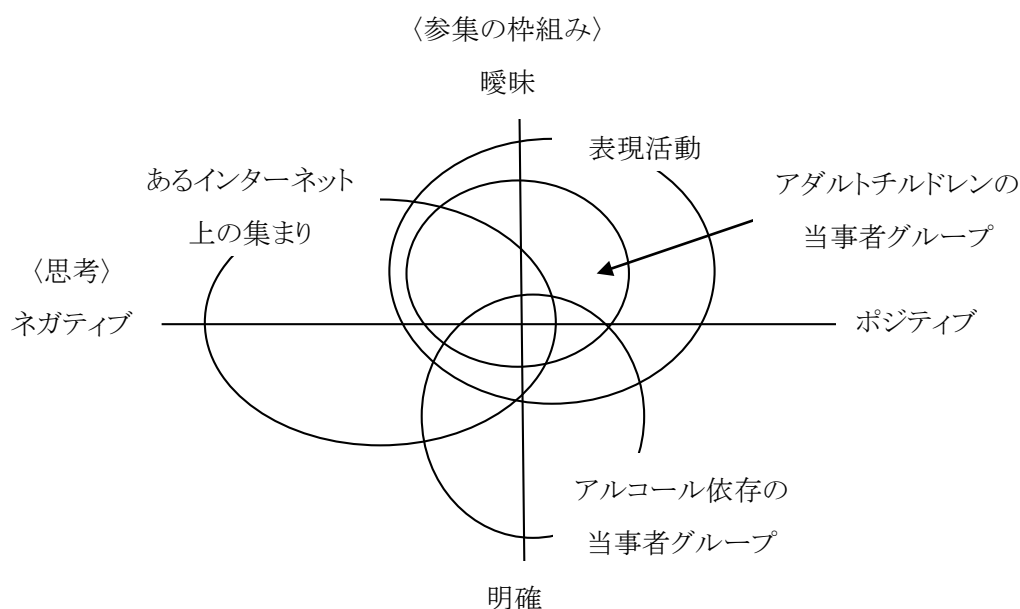 〈参集の枠組み〉
曖昧
表現活動
あるインターネット
上の集まり
アダルトチルドレンの
当事者グループ
〈思考〉
ネガティブ
ポジティブ
アルコール依存の
当事者グループ
明確